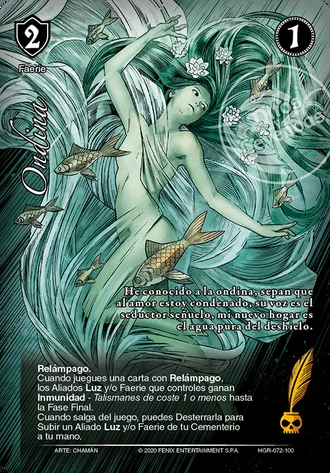 2
1
Faerie
Ondina
He conocido a la ondina, sepan que
al amor estoy condenado, su voz es el
seductor señuelo, mi nuevo hogar es
el agua pura del deshielo.
Relámpago.
Cuando juegues una carta con Relámpago,
los Aliados Luz y/o Faerie que controles ganan
Inmunidad - Talismanes de coste 1 o menos hasta
la Fase Final.
Cuando salga del juego, puedes Desterrarla para
Subir un Aliado Luz y/o Faerie de tu Cementerio
a tu mano.
ARTE: CHAMÁN © 2020 FENIX ENTERTAINMENT S.P.A. HGR-072-100